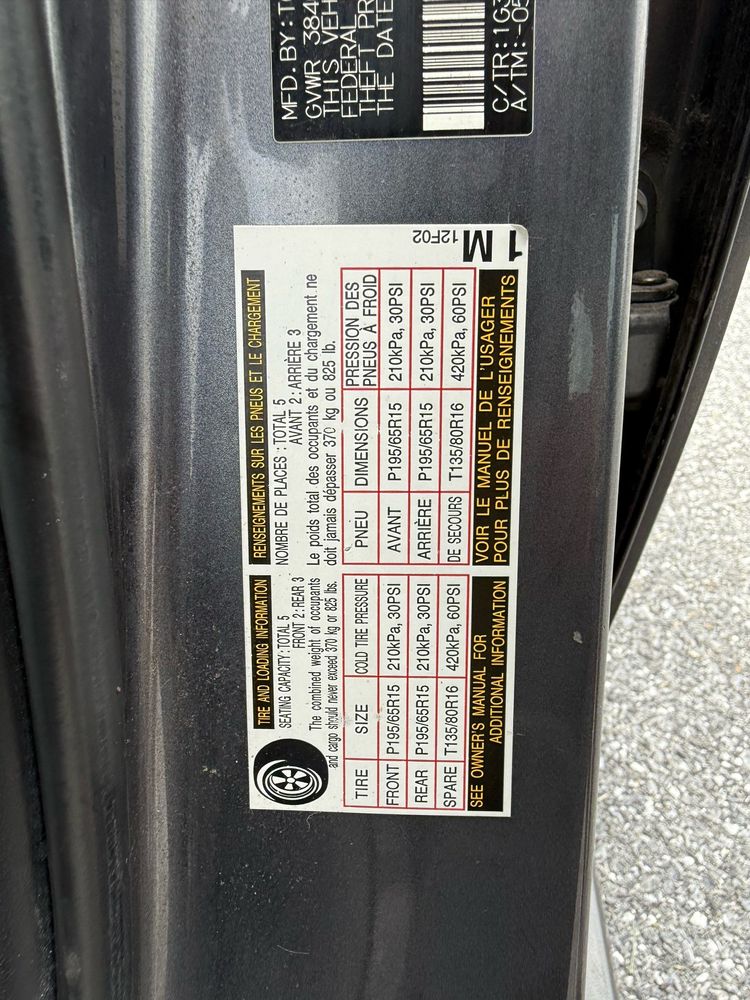 MFD. BY:
GVWR 384
THIS VEH
FEDERAL
THEFT PR
THE DATE
C/TR:1G3
A/TM:-05
TIRE AND LOADING INFORMATION
SEATING CAPACITY:TOTAL 5
FRONT 2:REAR 3
The combined weight of occupants
and cargo should never exceed 370 kg or 825 lbs.
TIRE SIZE COLD TIRE PRESSURE
FRONT P195/65R15 210kPa, 30PSI
REAR P195/65R15 210kPa, 30PSI
SPARE T135/80R16 420kPa, 60PSI
SEE OWNER'S MANUAL FOR
ADDITIONAL INFORMATION
RENSEIGNEMENTS SUR LES PNEUS ET LE CHARGEMENT
NOMBRE DE PLACES : TOTAL 5
AVANT 2: ARRIÈRE 3
Le poids total des occupants et du chargement ne
doit jamais dépasser 370 kg ou 825 lb.
PNEU DIMENSIONS PRESSION DES
PNEUS À FROID
AVANT P195/65R15 210kPa, 30PSI
ARRIÈRE P195/65R15 210kPa, 30PSI
DE SECOURS T135/80R16 420kPa, 60PSI
VOIR LE MANUEL DE L'USAGER
POUR PLUS DE RENSEIGNEMENTS
12F02
1 M